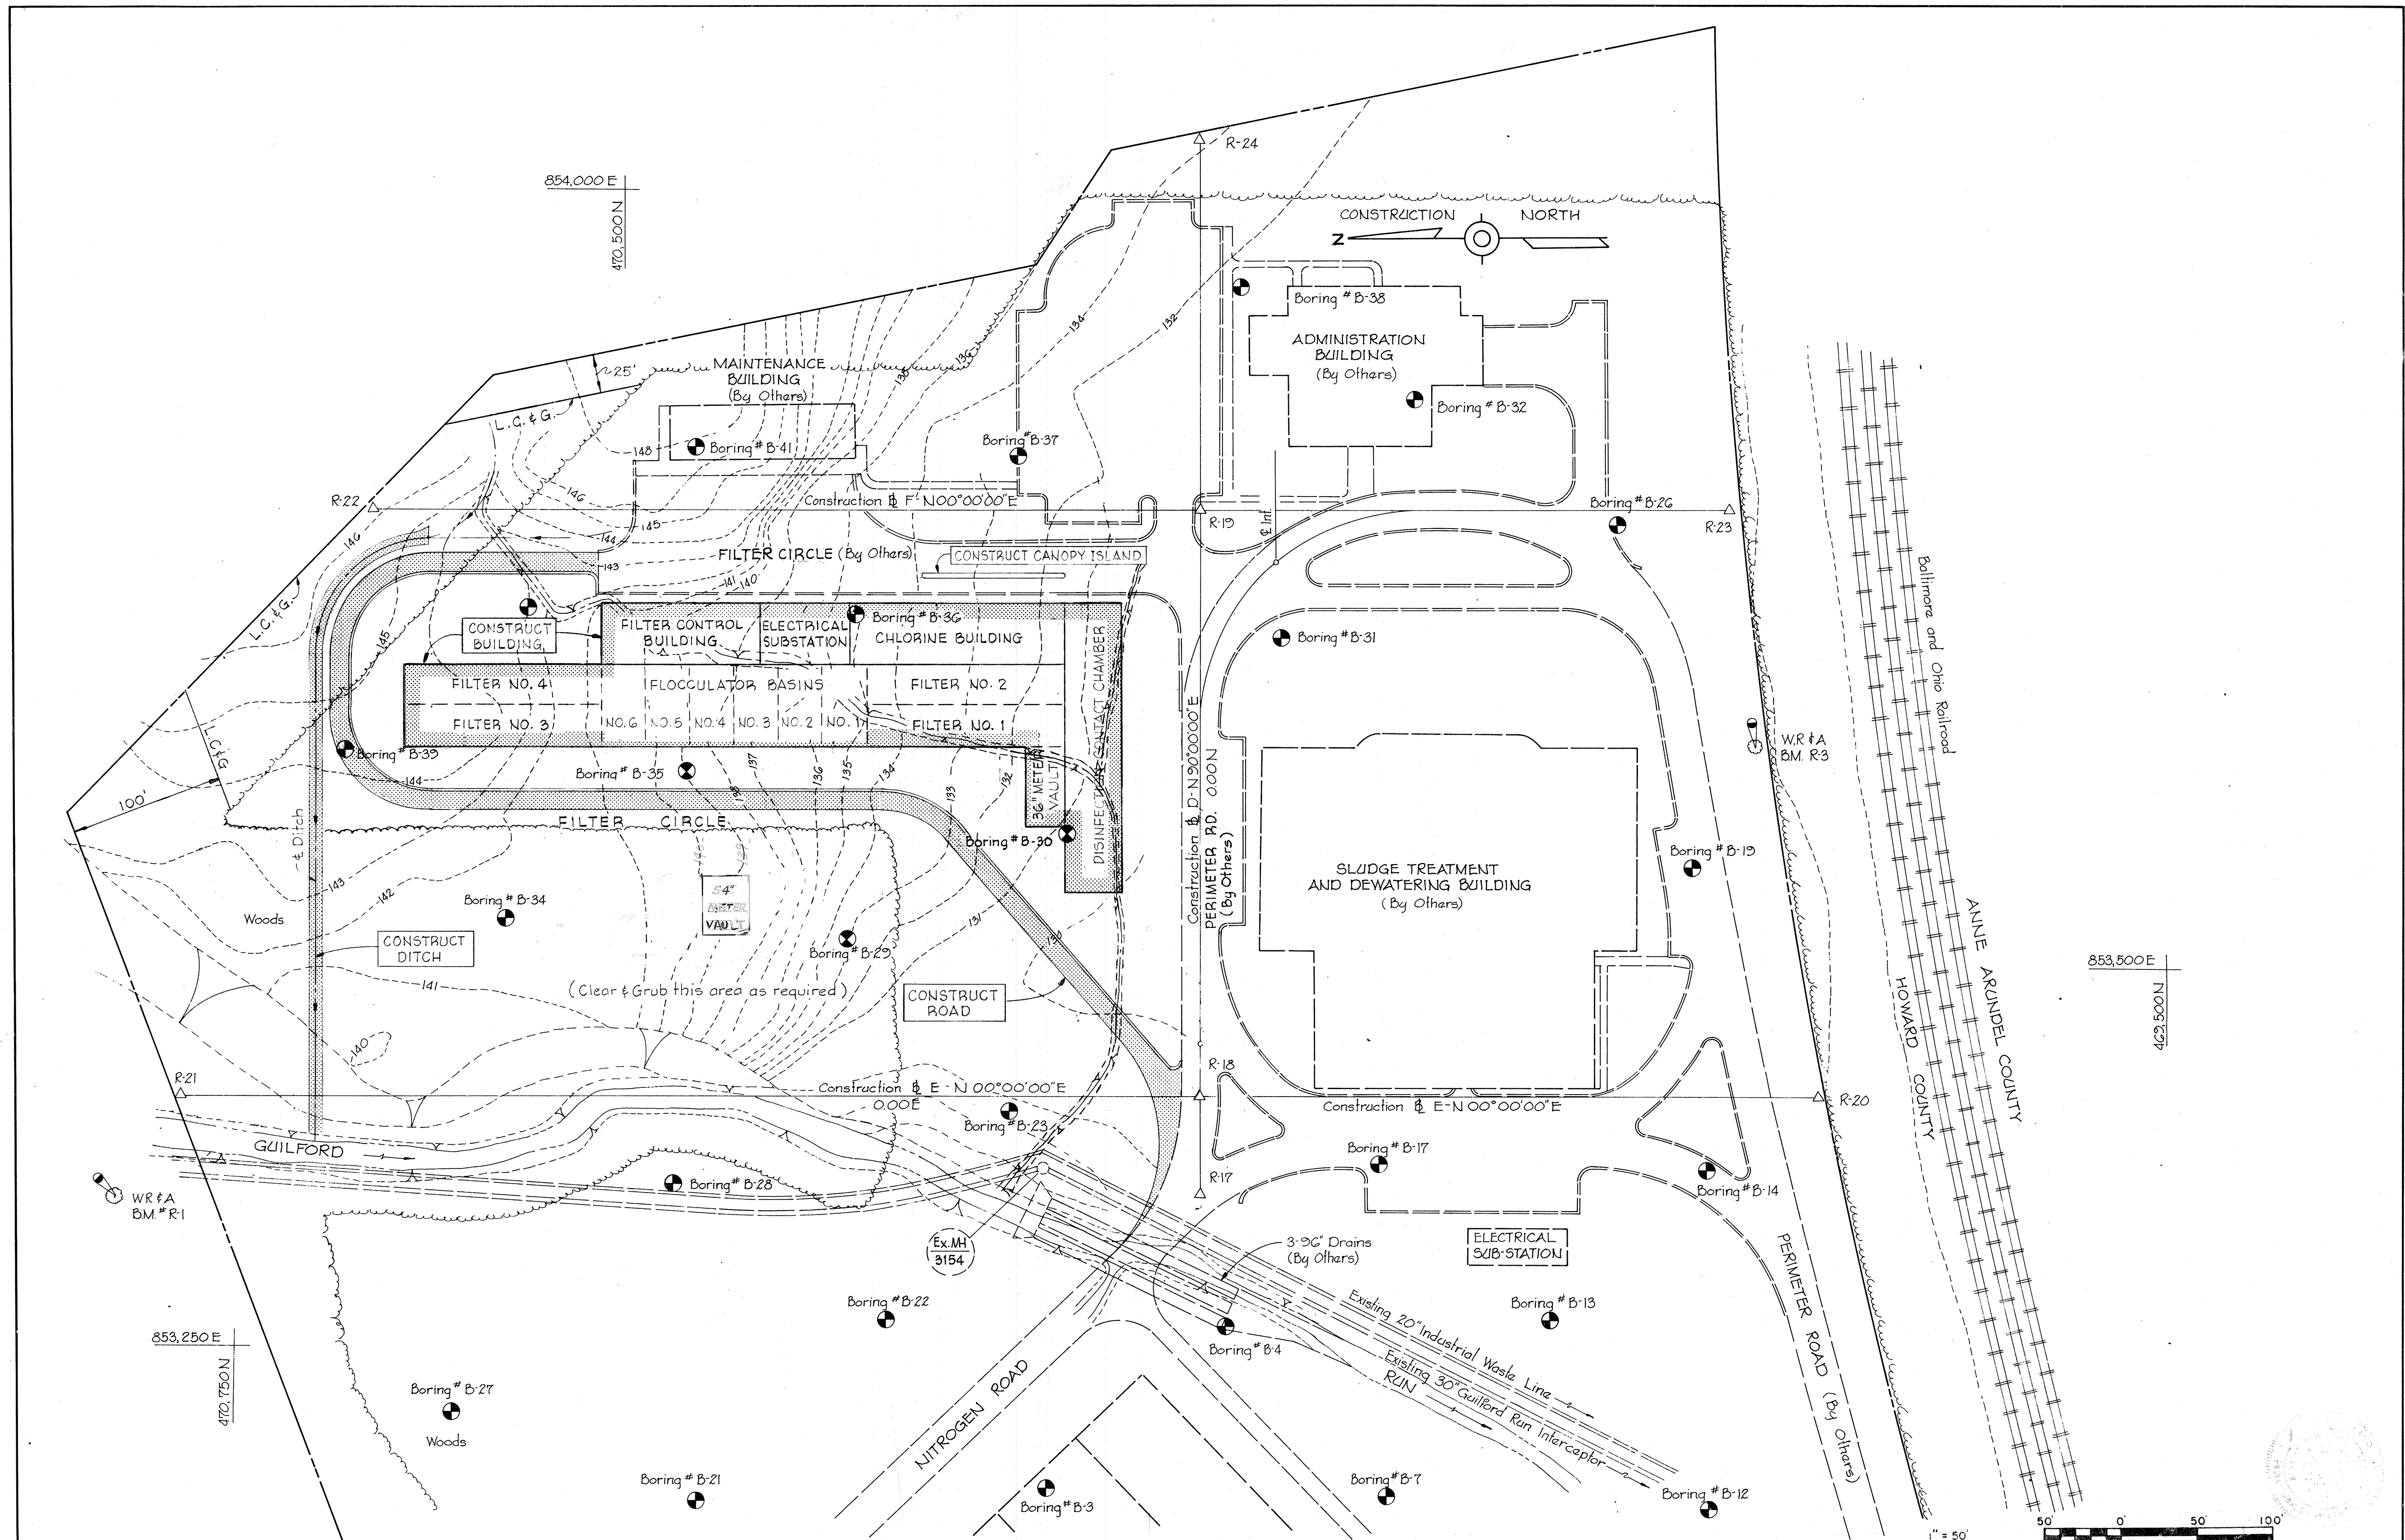 R-24
854,000 E
470,500 N
CONSTRUCTION NORTH
Z
Boring # B-38
134
132
ADMINISTRATION
BUILDING
(By Others)
136
135
MAINTENANCE
BUILDING
(By Others)
25'
L.C. & G.
Boring # B-32
148
Boring # B-41
Boring # B-37
146
Construction ℄ F-N00°00'00"E
R-22
R-19
℄ Int.
Boring # B-26
R-23
145
144
146
FILTER CIRCLE (By Others)
CONSTRUCT CANOPY ISLAND
143
141
140
L.C. & G.
145
CONSTRUCT
BUILDING
FILTER CONTROL
BUILDING
ELECTRICAL
SUBSTATION
Boring # B-36
CHLORINE BUILDING
Boring # B-31
Baltimore and Ohio Railroad
FILTER NO. 4
FLOCCULATOR BASINS
FILTER NO. 2
DISINFECTION CONTACT CHAMBER
FILTER NO. 3
NO. 6
NO. 5
NO. 4
NO. 3
NO. 2
NO. 1
FILTER NO. 1
L.C. & G.
Boring # B-39
Construction ℄ D-N90°00'00"E
PERIMETER RD. 0.00N
(By Others)
W.R & A
B.M. R-3
144
Boring # B-35
138
137
136
135
134
133
132
36" METER
VAULT
100'
℄ Ditch
FILTER CIRCLE
Boring # B-30
Boring # B-19
SLUDGE TREATMENT
AND DEWATERING BUILDING
(By Others)
143
142
54"
METER
VAULT
Woods
Boring # B-34
131
130
Boring # B-29
CONSTRUCT
DITCH
ANNE ARUNDEL COUNTY
HOWARD COUNTY
853,500 E
469,500 N
141
(Clear & Grub this area as required)
CONSTRUCT
ROAD
140
R-21
R-18
Construction ℄ E - N 00°00'00"E
0.00E
Construction ℄ E-N 00°00'00"E
R-20
Boring # B-23
GUILFORD
Boring # B-17
R-17
Boring # B-28
Boring # B-14
W.R & A
B.M. # R-1
Ex. MH
3154
3-96" Drains
(By Others)
ELECTRICAL
SUB-STATION
PERIMETER ROAD (By Others)
Boring # B-22
Boring # B-13
853,250 E
470,750 N
Boring # B-4
Existing 20" Industrial Waste Line
Existing 30" Guilford Run Interceptor
RUN
NITROGEN ROAD
Boring # B-27
Woods
Boring # B-21
Boring # B-3
Boring # B-7
Boring # B-12
1" = 50'
50' 0' 50' 100'